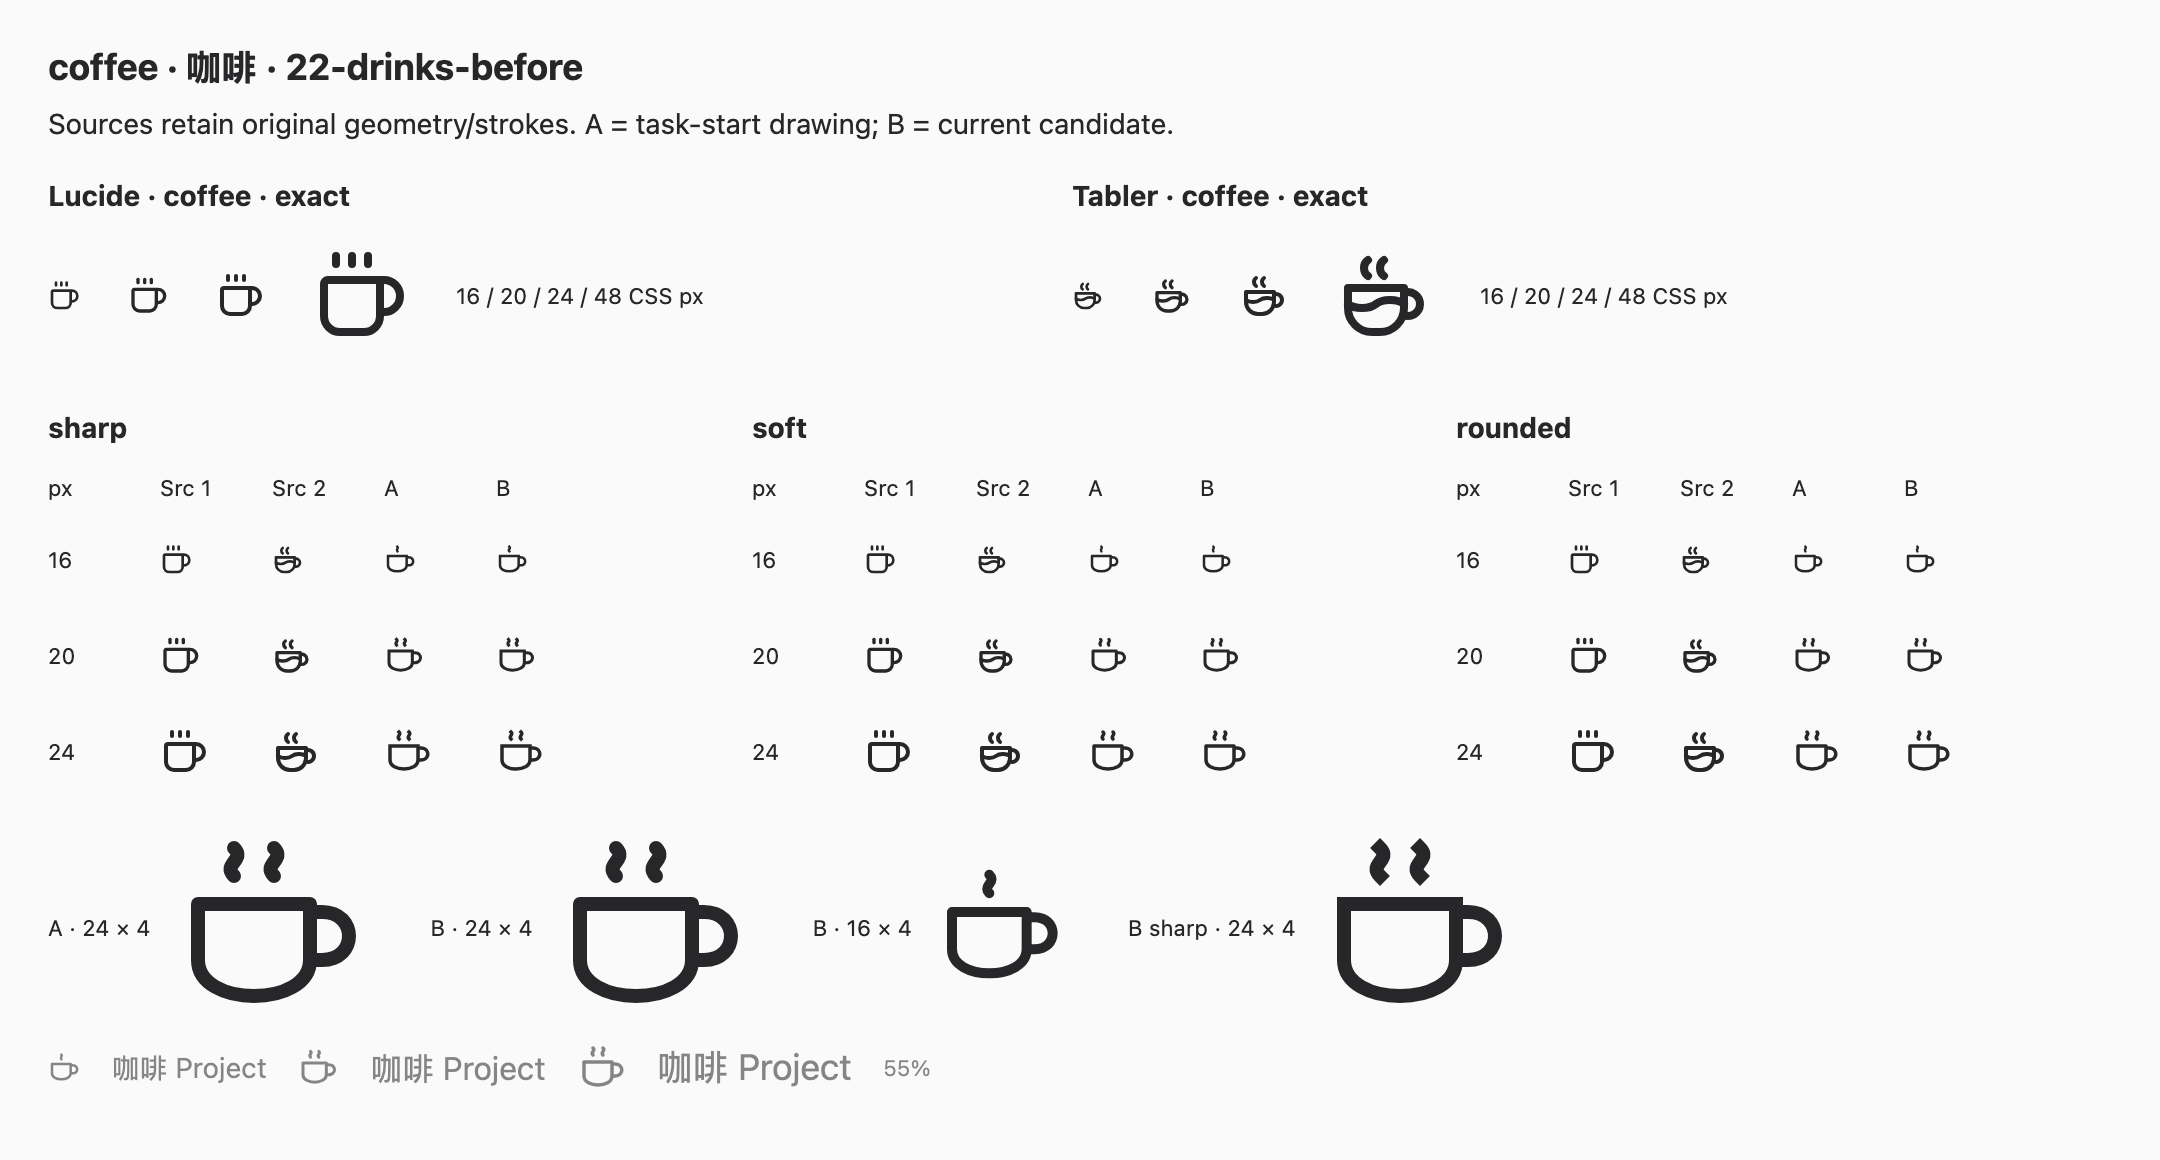 coffee · 咖啡 · 22-drinks-before
Sources retain original geometry/strokes. A = task-start drawing; B = current candidate.
Lucide · coffee · exact
16 / 20 / 24 / 48 CSS px
Tabler · coffee · exact
16 / 20 / 24 / 48 CSS px
sharp
px Src 1 Src 2 A B
16
20
24
soft
px Src 1 Src 2 A B
16
20
24
rounded
px Src 1 Src 2 A B
16
20
24
A · 24 × 4
B · 24 × 4
B · 16 × 4
B sharp · 24 × 4
咖啡 Project 咖啡 Project 咖啡 Project 55%